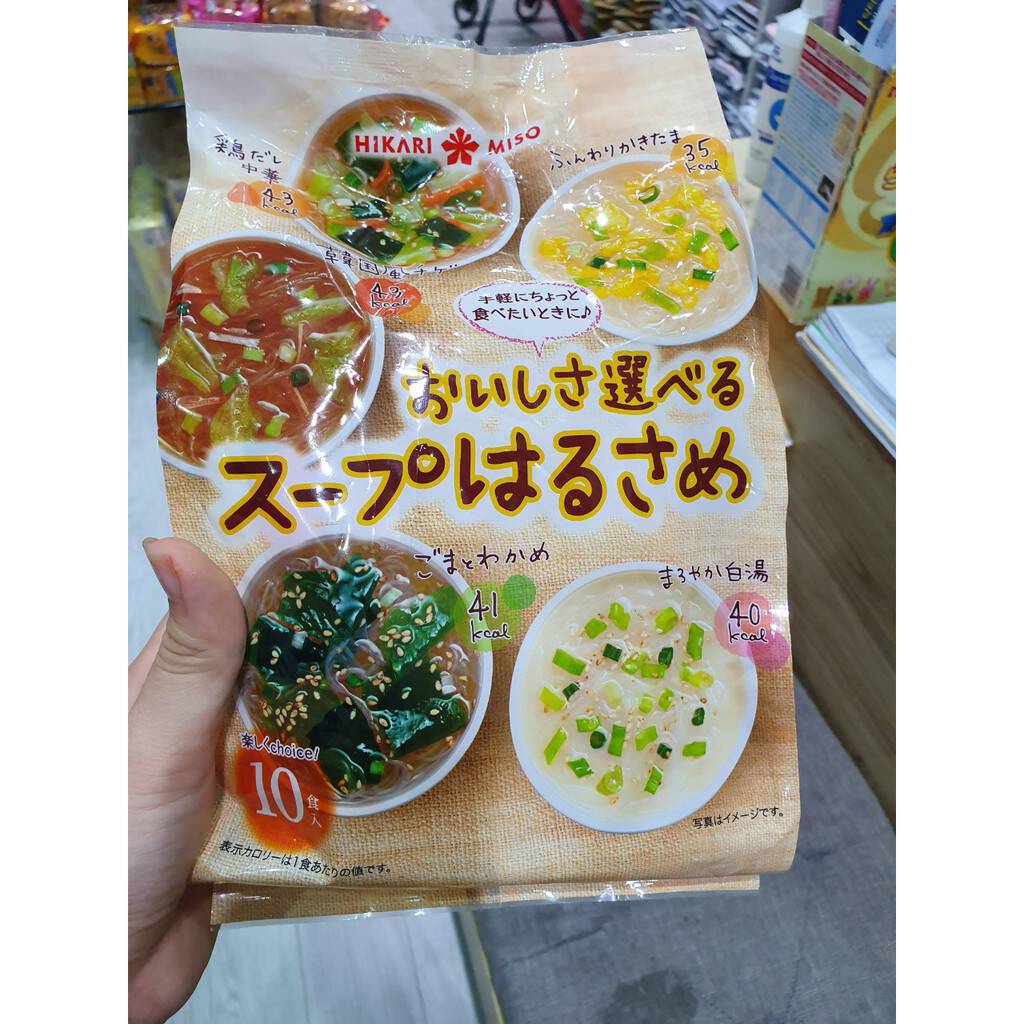 HIKARI MISO
鶏だし
中華
43
kcal
ふんわりかきたま
35
kcal
韓国風チゲ
43
kcal
手軽にちょっと
食べたいときに♪
おいしさ選べる
スープはるさめ
ごまとわかめ
41
kcal
まろやか白湯
40
kcal
楽しくchoice!
10食入
写真はイメージです。
表示カロリーは1食あたりの値です。